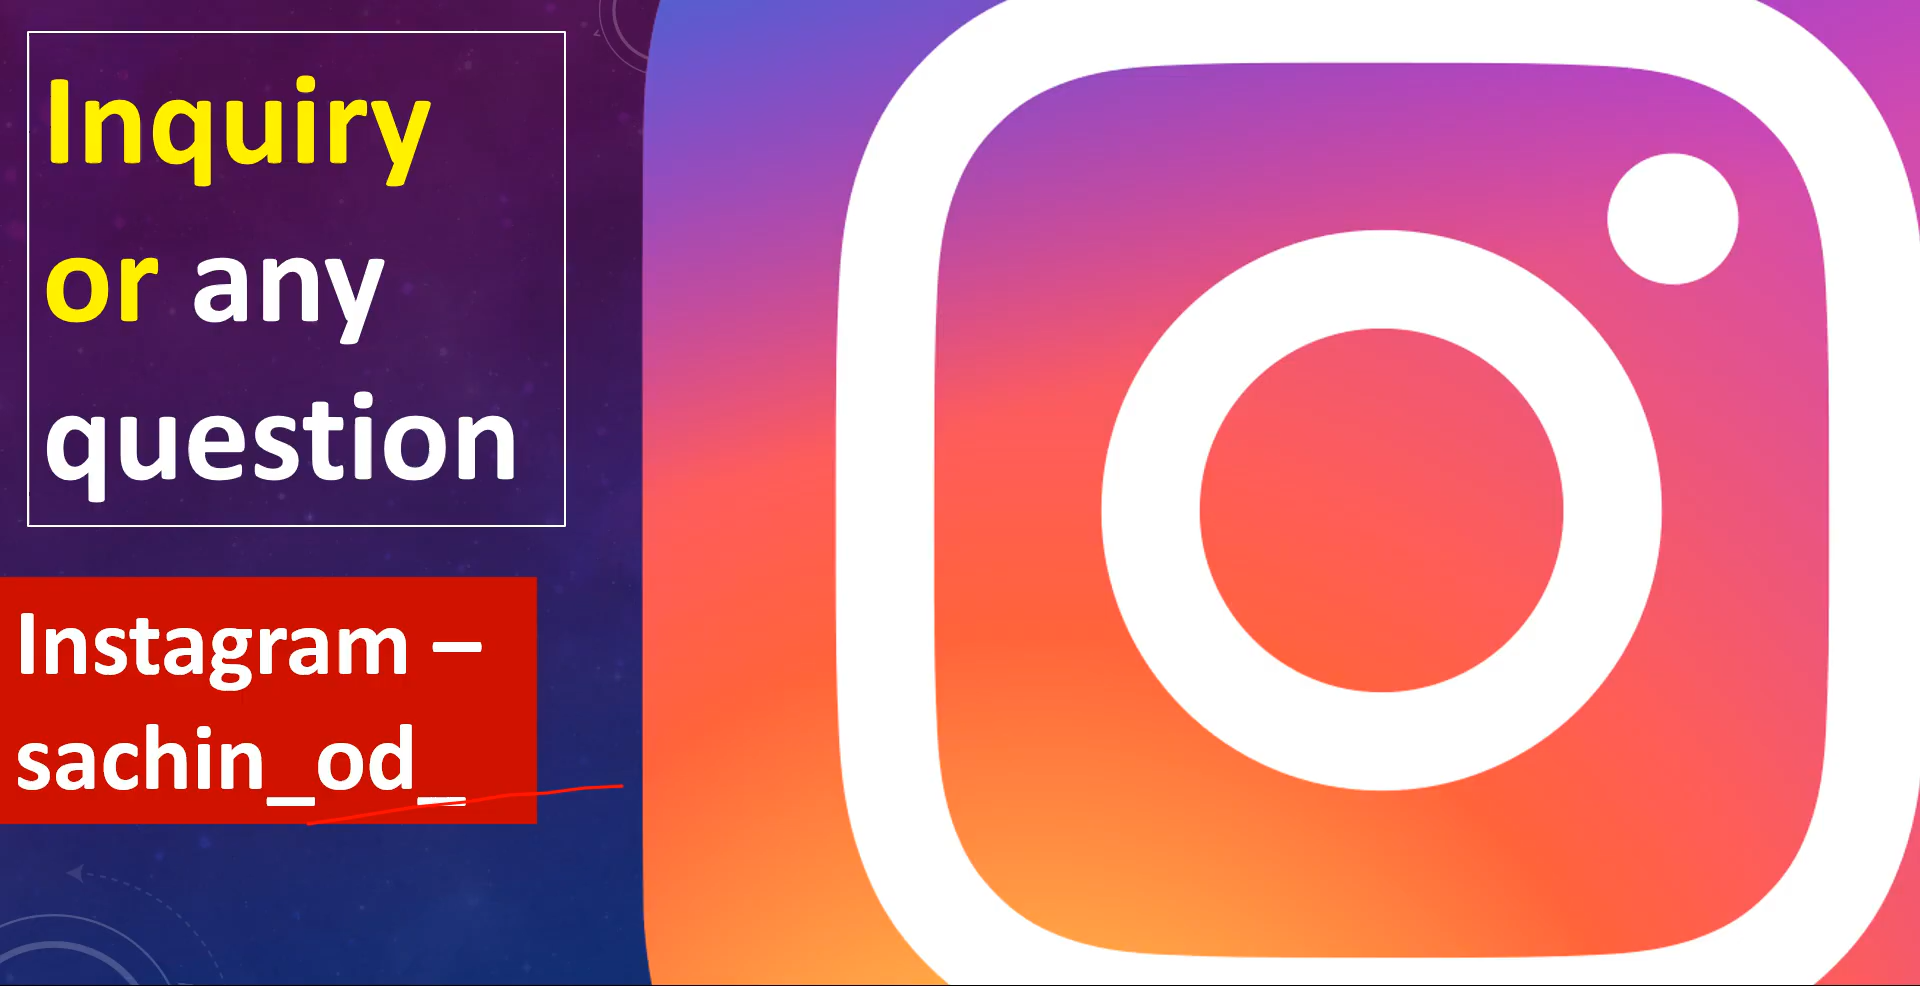 Inquiry
or any
question
Instagram –
sachin_od_